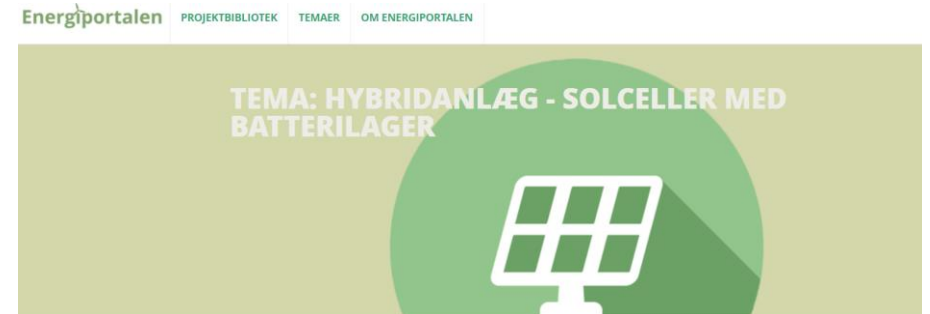 Energiportalen PROJEKTBIBLIOTEK TEMAER OM ENERGIPORTALEN
TEMA: HYBRIDANLÆG - SOLCELLER MED
BATTERILAGER